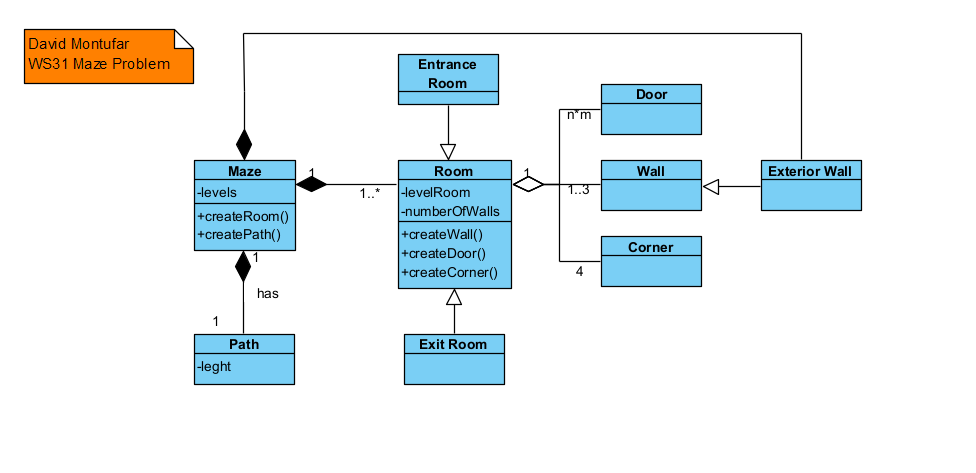 David Montufar
WS31 Maze Problem
Entrance
Room
Door
n*m
Maze
-levels
+createRoom()
+createPath()
1
1..*
Room
-levelRoom
-numberOfWalls
+createWall()
+createDoor()
+createCorner()
1
1..3
Wall
Exterior Wall
Corner
4
1
has
1
Path
-leght
Exit Room